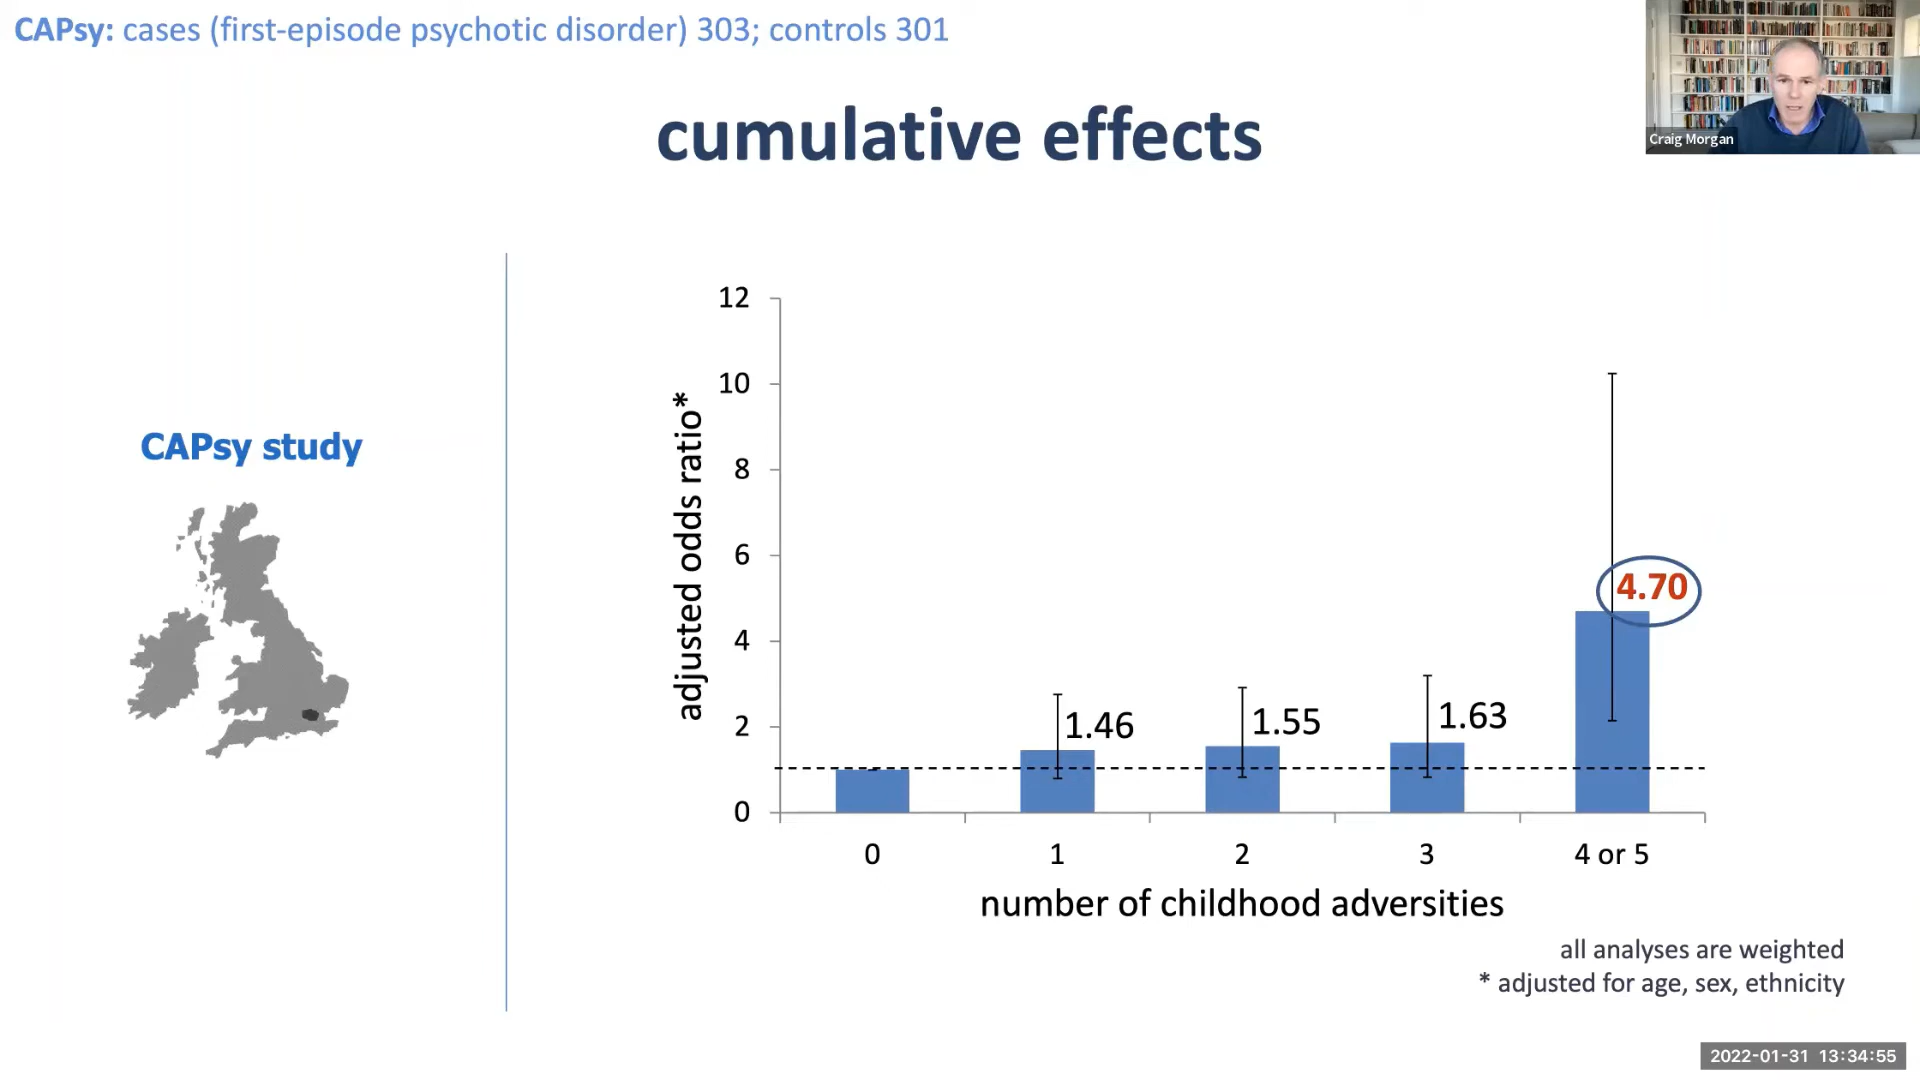 CAPsy: cases (first-episode psychotic disorder) 303; controls 301
Craig Morgan
cumulative effects
CAPsy study
adjusted odds ratio*
12
10
8
6
4
2
0
1.46
1.55
1.63
4.70
0
1
2
3
4 or 5
number of childhood adversities
all analyses are weighted
* adjusted for age, sex, ethnicity
2022-01-31 13:34:55